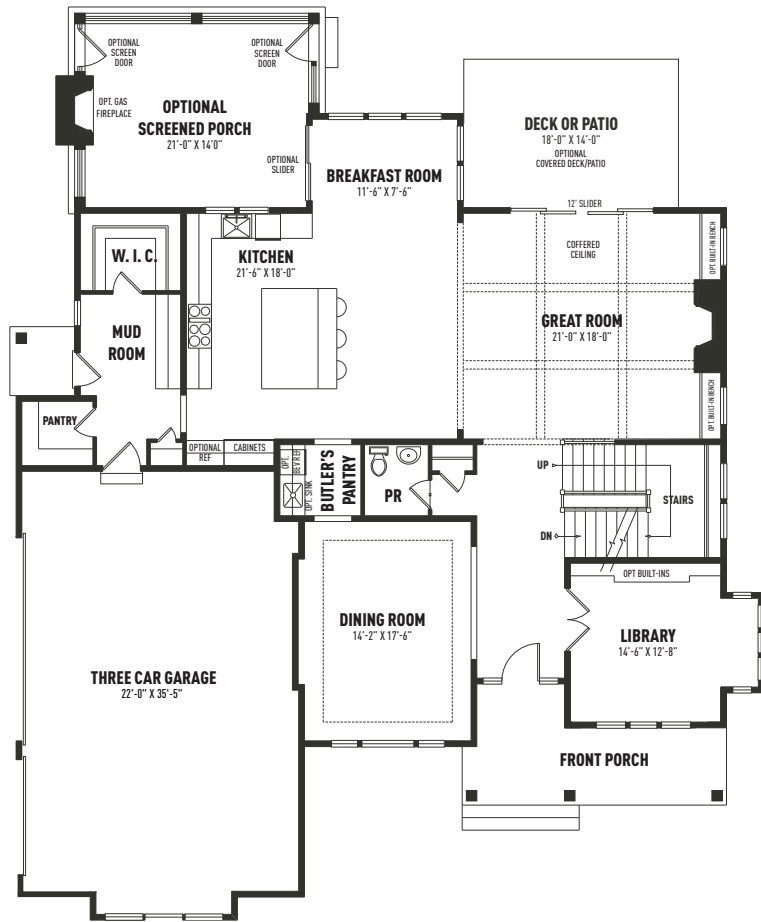 OPTIONAL
SCREEN
DOOR
OPTIONAL
SCREEN
DOOR
OPT. GAS
FIREPLACE
OPTIONAL
SCREENED PORCH
21'-0" X 14'0"
OPTIONAL
SLIDER
BREAKFAST ROOM
11'-6" X 7'-6"
DECK OR PATIO
18'-0" X 14'-0"
OPTIONAL
COVERED DECK/PATIO
12' SLIDER
W. I. C.
KITCHEN
21'-6" X 18'-0"
COFFERED
CEILING
OPT. BUILT-IN BENCH
GREAT ROOM
21'-0" X 18'-0"
OPT. BUILT-IN BENCH
MUD
ROOM
PANTRY
OPTIONAL
REF
CABINETS
OPT.
BEV REF
OPT. SINK
BUTLER'S
PANTRY
PR
UP
STAIRS
DN
OPT BUILT-INS
DINING ROOM
14'-2" X 17'-6"
LIBRARY
14'-6" X 12'-8"
THREE CAR GARAGE
22'-0" X 35'-5"
FRONT PORCH